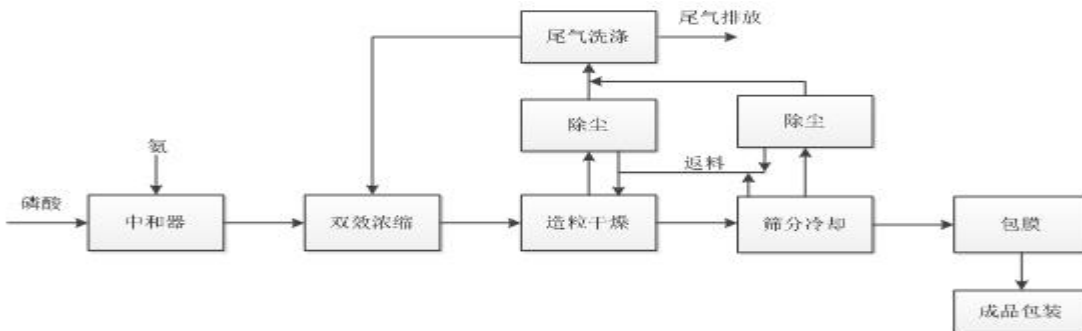 尾气洗涤
尾气排放
除尘
除尘
氨
返料
磷酸
中和器
双效浓缩
造粒干燥
筛分冷却
包膜
成品包装